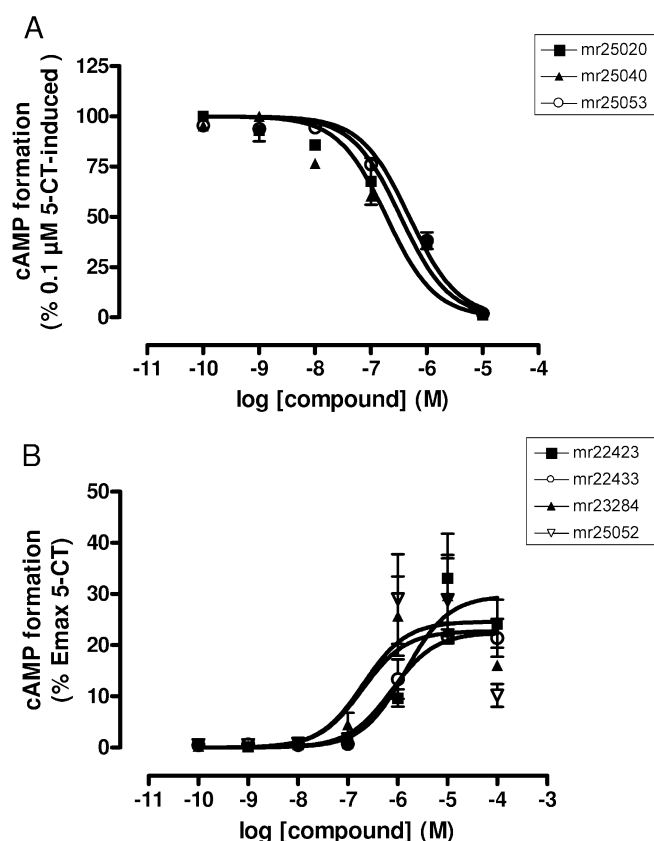 A
mr25020
mr25040
mr25053
cAMP formation
(% 0.1 µM 5-CT-induced )
125
100
75
50
25
0
-11 -10 -9 -8 -7 -6 -5 -4
log [compound] (M)
B
mr22423
mr22433
mr23284
mr25052
cAMP formation
(% Emax 5-CT)
50
40
30
20
10
0
-11 -10 -9 -8 -7 -6 -5 -4 -3
log [compound] (M)